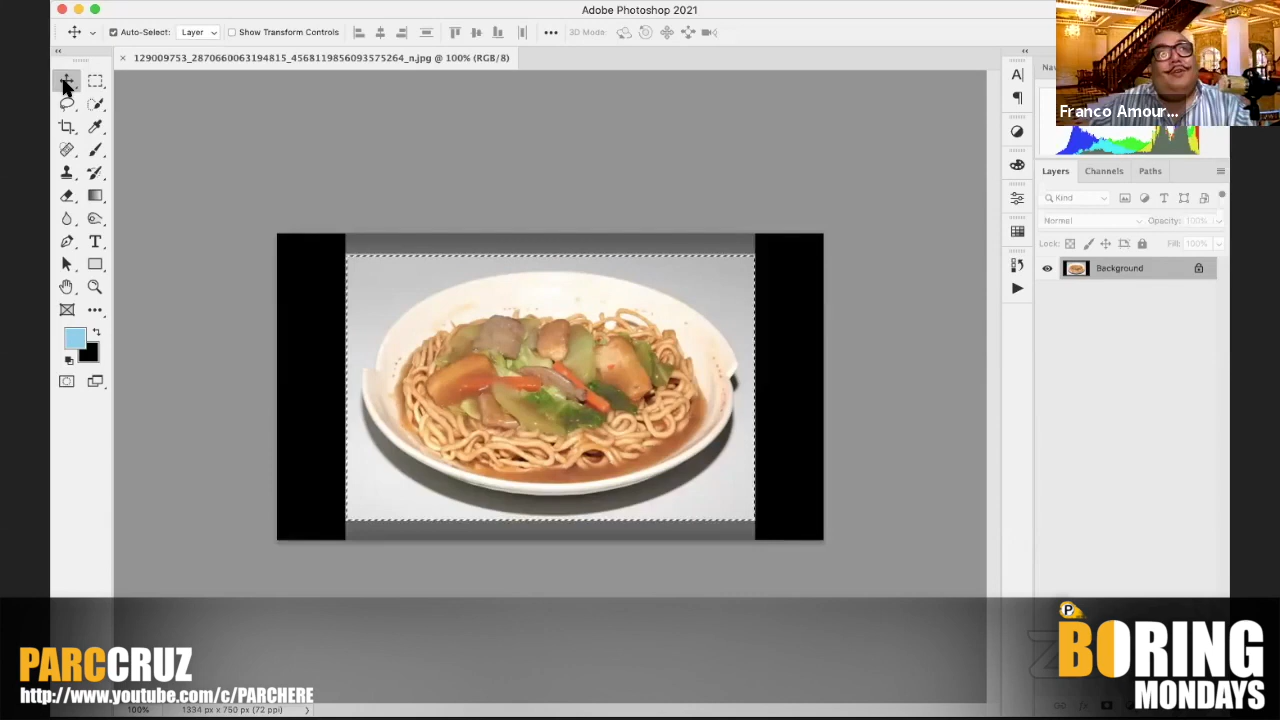 Adobe Photoshop 2021
Auto-Select: Layer Show Transform Controls 3D Mode:
× 129009753_2870660063194815_4568119856093575264_n.jpg @ 100% (RGB/8)
Franco Amour...
Layers Channels Paths
Kind
Normal Opacity: 100%
Lock: Fill: 100%
Background
PARCCRUZ
http://www.youtube.com/c/PARCHERE
P
BORING
MONDAYS
100% 1334 px x 750 px (72 ppi)